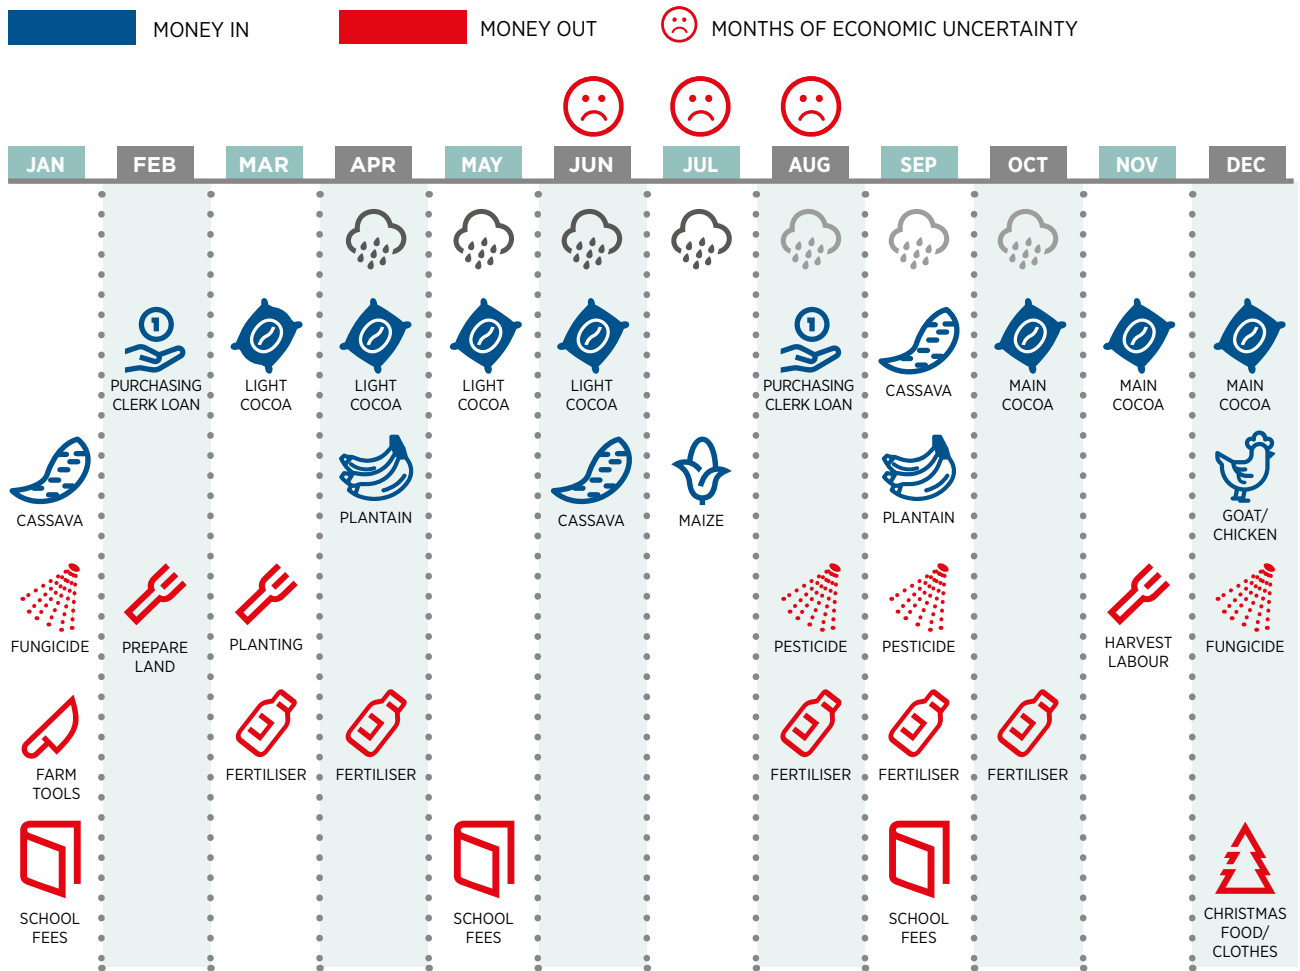 MONEY IN
MONEY OUT
MONTHS OF ECONOMIC UNCERTAINTY
JAN
FEB
MAR
APR
MAY
JUN
JUL
AUG
SEP
OCT
NOV
DEC
1
PURCHASING
CLERK LOAN
LIGHT
COCOA
LIGHT
COCOA
LIGHT
COCOA
LIGHT
COCOA
1
PURCHASING
CLERK LOAN
CASSAVA
MAIN
COCOA
MAIN
COCOA
MAIN
COCOA
CASSAVA
PLANTAIN
CASSAVA
MAIZE
PLANTAIN
GOAT/
CHICKEN
FUNGICIDE
PREPARE
LAND
PLANTING
PESTICIDE
PESTICIDE
HARVEST
LABOUR
FUNGICIDE
FARM
TOOLS
FERTILISER
FERTILISER
FERTILISER
FERTILISER
FERTILISER
SCHOOL
FEES
SCHOOL
FEES
SCHOOL
FEES
CHRISTMAS
FOOD/
CLOTHES